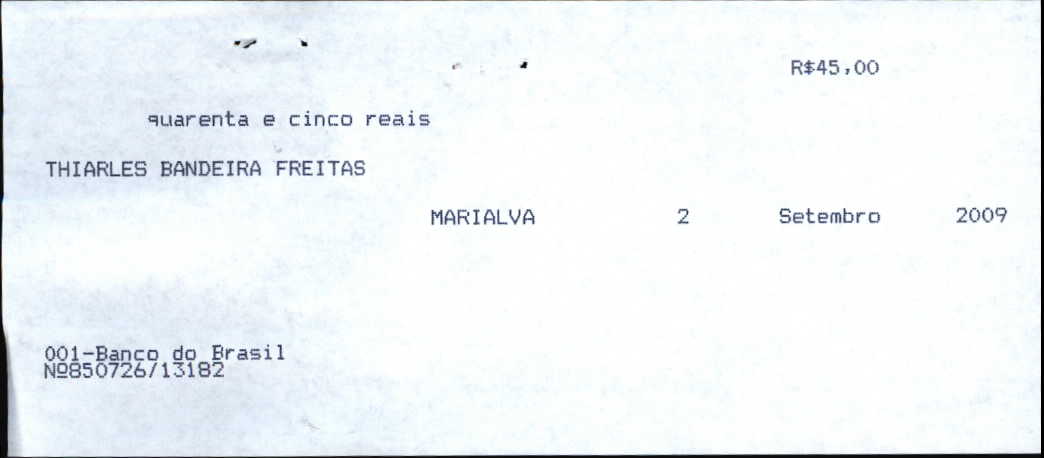 R$45,00
quarenta e cinco reais
THIARLES BANDEIRA FREITAS
MARIALVA 2 Setembro 2009
001-Banco do Brasil
Nº850726/13182